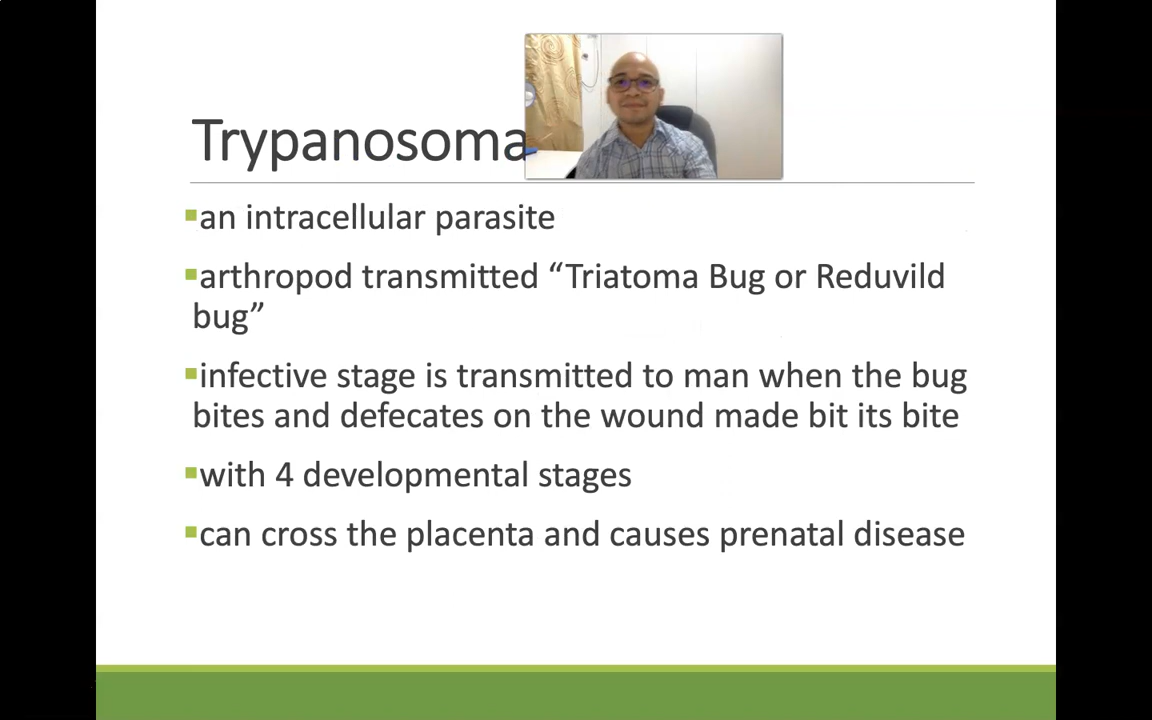 Trypanosoma
an intracellular parasite
arthropod transmitted “Triatoma Bug or Reduvild
bug”
infective stage is transmitted to man when the bug
bites and defecates on the wound made bit its bite
with 4 developmental stages
can cross the placenta and causes prenatal disease